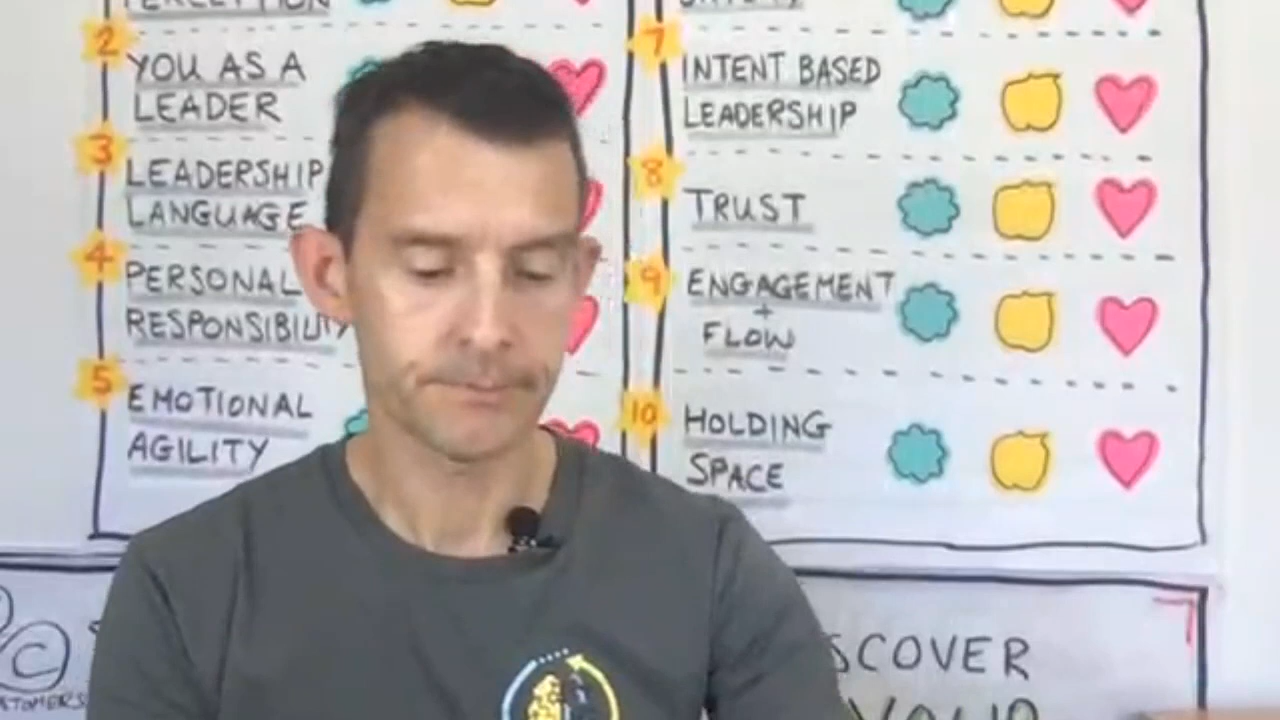 PERCEPTION
2
YOU AS A
LEADER
3
LEADERSHIP
LANGUAGE
4
PERSONAL
RESPONSIBILITY
5
EMOTIONAL
AGILITY
7
INTENT BASED
LEADERSHIP
8
TRUST
9
ENGAGEMENT
+
FLOW
10
HOLDING
SPACE
C